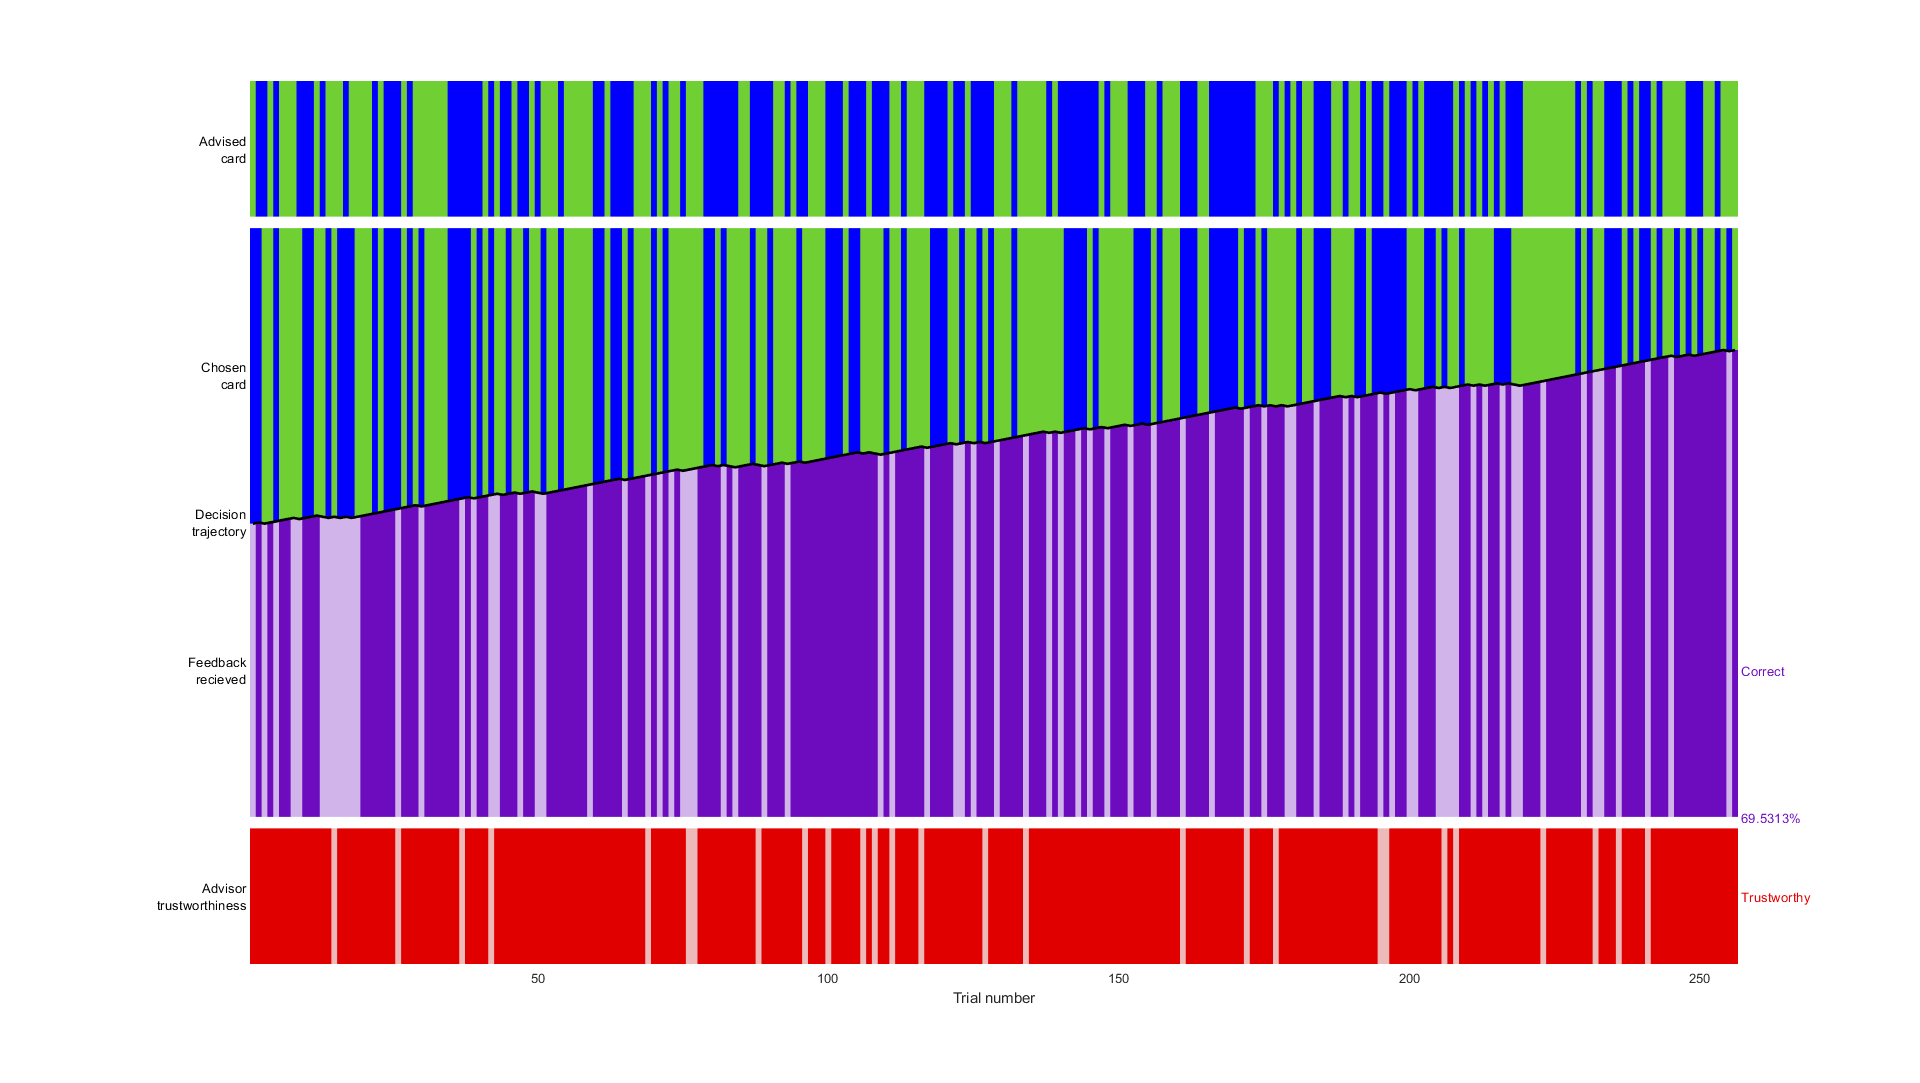 Advised
card
Chosen
card
Decision
trajectory
Feedback
recieved
Correct
69.5313%
Advisor
trustworthiness
Trustworthy
50
100
150
200
250
Trial number